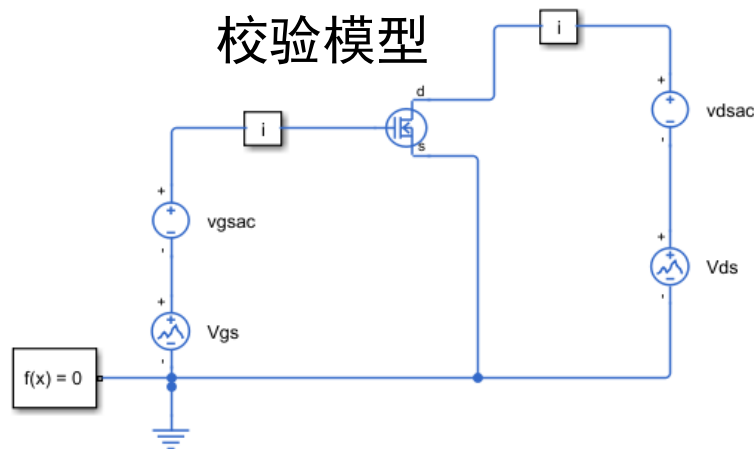 校验模型
i
d
vdsac
i
s
vgsac
Vds
Vgs
f(x) = 0